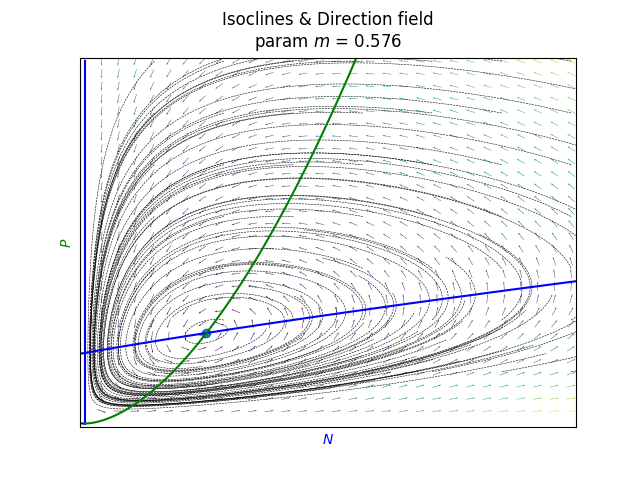 Isoclines & Direction field
param m = 0.576
P
N